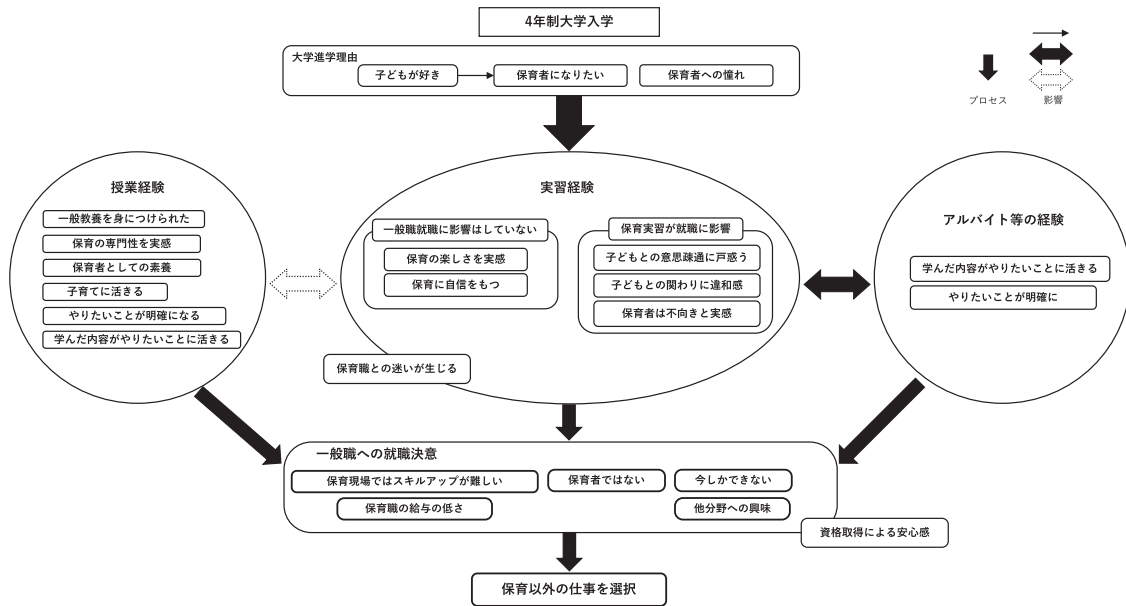 4年制大学入学
大学進学理由
子どもが好き
保育者になりたい
保育者への憧れ
プロセス
影響
授業経験
一般教養を身につけられた
保育の専門性を実感
保育者としての素養
子育てに活きる
やりたいことが明確になる
学んだ内容がやりたいことに活きる
実習経験
一般職就職に影響はしていない
保育の楽しさを実感
保育に自信をもつ
保育実習が就職に影響
子どもとの意思疎通に戸惑う
子どもとの関わりに違和感
保育者は不向きと実感
保育職との迷いが生じる
アルバイト等の経験
学んだ内容がやりたいことに活きる
やりたいことが明確に
一般職への就職決意
保育現場ではスキルアップが難しい
保育者ではない
今しかできない
保育職の給与の低さ
他分野への興味
資格取得による安心感
保育以外の仕事を選択